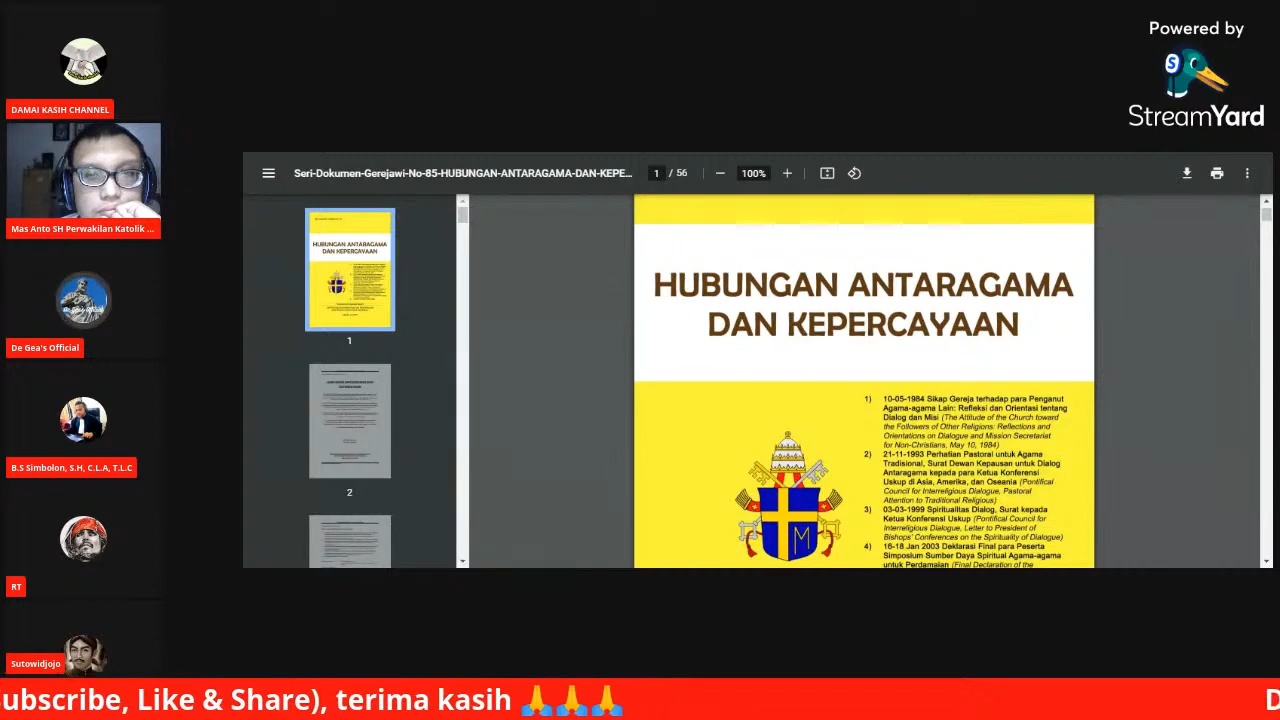 Powered by
StreamYard
DAMAI KASIH CHANNEL
Mas Anto SH Perwakilan Katolik ...
De Gea's Official
B.S Simbolon, S.H, C.L.A, T.L.C
RT
Sutowidjojo
Seri-Dokumen-Gerejawi-No-85-HUBUNGAN-ANTARAGAMA-DAN-KEPE...
1 / 56
100%
HUBUNGAN ANTARAGAMA
DAN KEPERCAYAAN
1
2
HUBUNGAN ANTARAGAMA
DAN KEPERCAYAAN
1) 10-05-1984 Sikap Gereja terhadap para Penganut
Agama-agama Lain: Refleksi dan Orientasi tentang
Dialog dan Misi (The Attitude of the Church toward
the Followers of Other Religions: Reflections and
Orientations on Dialogue and Mission Secretariat
for Non-Christians, May 10, 1984)
2) 21-11-1993 Perhatian Pastoral untuk Agama
Tradisional, Surat Dewan Kepausan untuk Dialog
Antaragama kepada para Ketua Konferensi
Uskup di Asia, Amerika, dan Oseania (Pontifical
Council for Interreligious Dialogue, Pastoral
Attention to Traditional Religious)
3) 03-03-1999 Spiritualitas Dialog, Surat kepada
Ketua Konferensi Uskup (Pontifical Council for
Interreligious Dialogue, Letter to President of
Bishops' Conferences on the Spirituality of Dialogue)
4) 16-18 Jan 2003 Deklarasi Final para Peserta
Simposium Sumber Daya Spiritual Agama-agama
untuk Perdamaian (Final Declaration of the
M
Subscribe, Like & Share), terima kasih 🙏🙏🙏
D